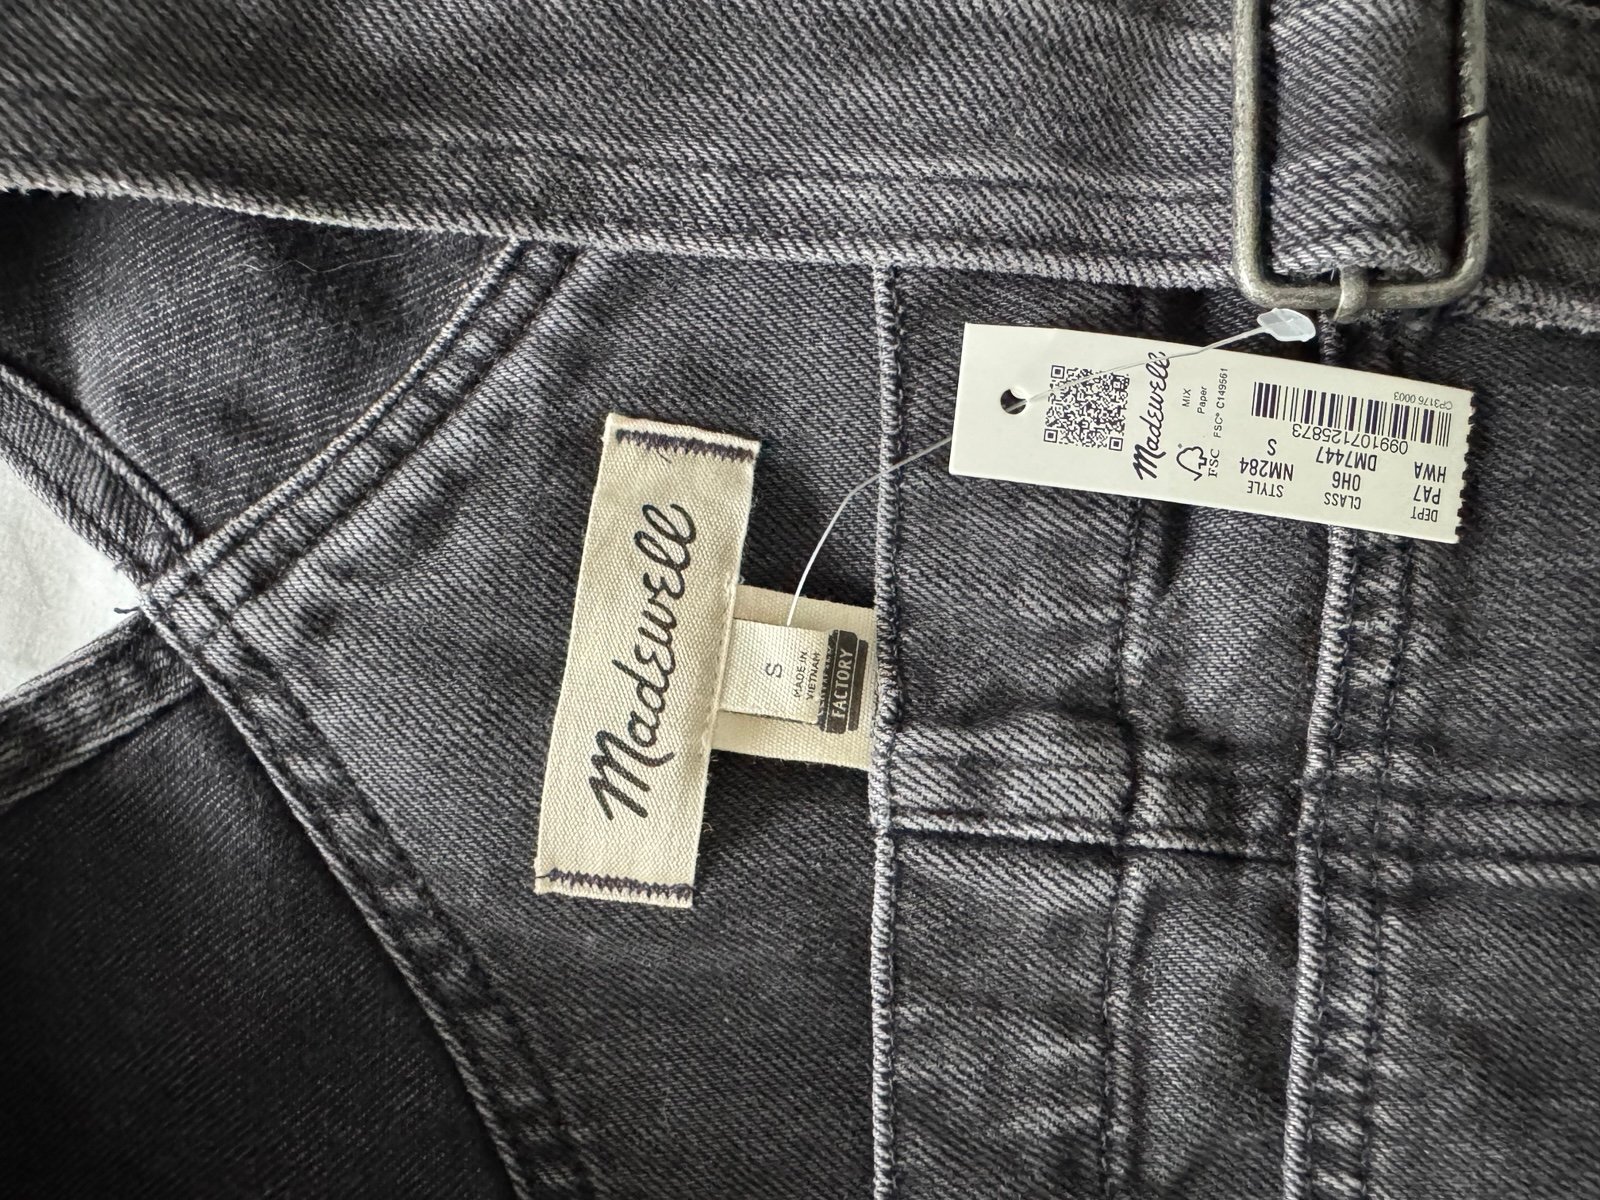 Madewell
S
MADE IN
VIETNAM
FACTORY
Madewell
MIX
Paper
FSC® C149561
FSC
CP3176 0003
099107125873
DEPT CLASS STYLE
PA7 0H6 NM284
HWA DM7447 S